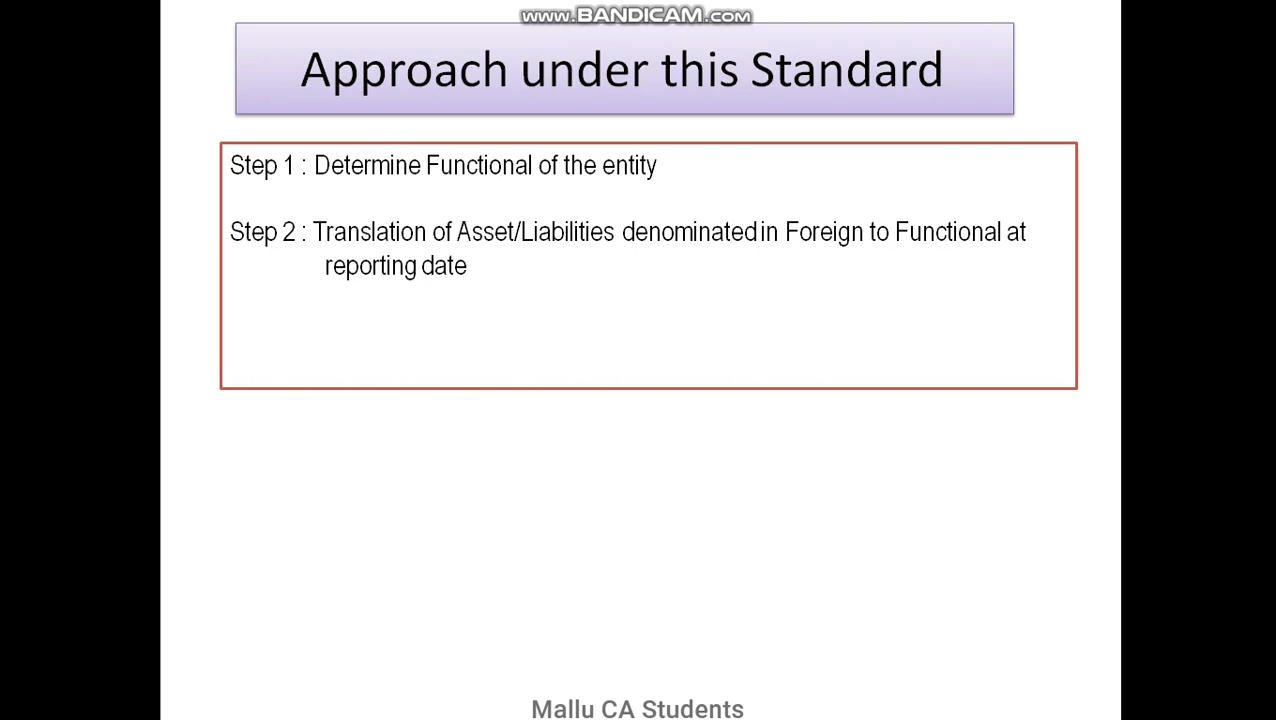 www.BANDICAM.com
Approach under this Standard
Step 1 : Determine Functional of the entity
Step 2 : Translation of Asset/Liabilities denominated in Foreign to Functional at
reporting date
Mallu CA Students